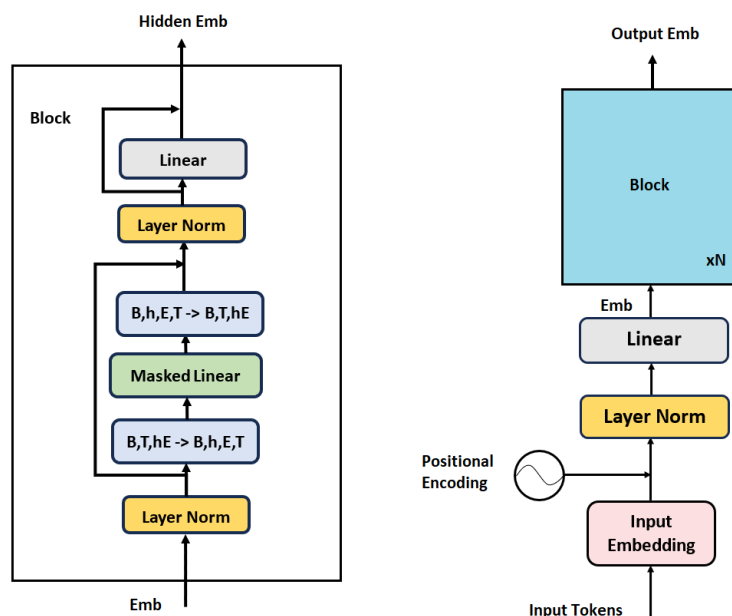 Hidden Emb
Block
Linear
Layer Norm
B,h,E,T -> B,T,hE
Masked Linear
B,T,hE -> B,h,E,T
Layer Norm
Emb
Output Emb
Block
xN
Emb
Linear
Layer Norm
Positional
Encoding
Input
Embedding
Input Tokens